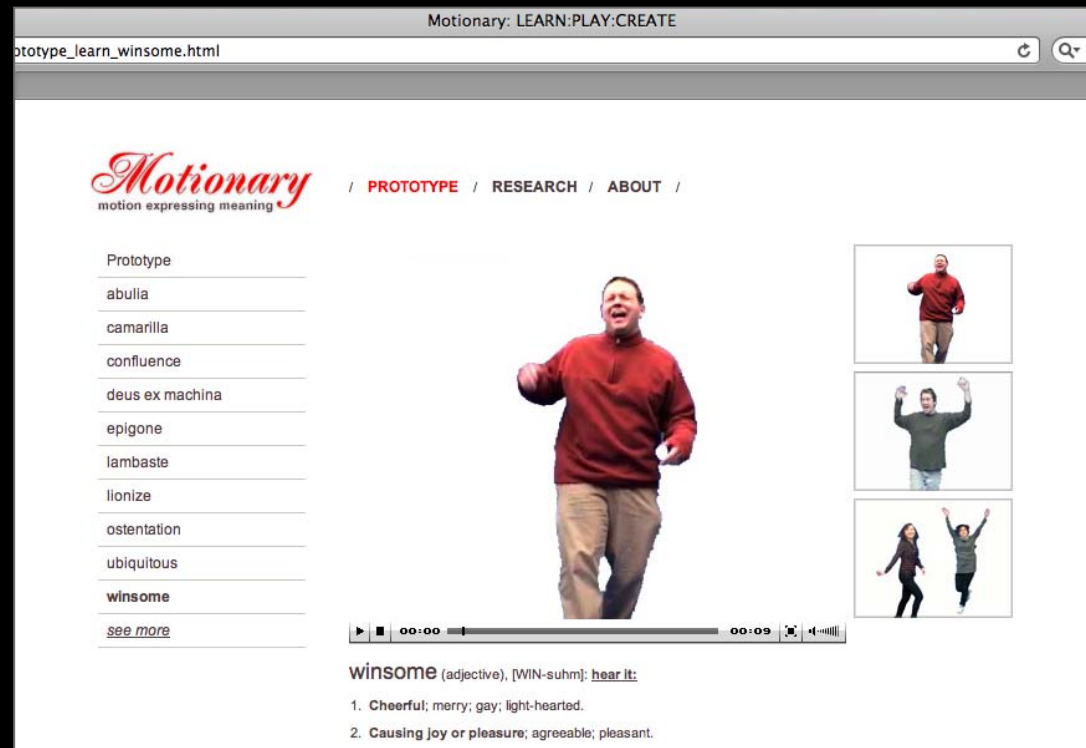 Motionary: LEARN:PLAY:CREATE
ototype_learn_winsome.html
Motionary
motion expressing meaning
/ PROTOTYPE / RESEARCH / ABOUT /
Prototype
abulia
camarilla
confluence
deus ex machina
epigone
lambaste
lionize
ostentation
ubiquitous
winsome
see more
00:00
00:09
winsome (adjective), [WIN-suhm]: hear it:
1. Cheerful; merry; gay; light-hearted.
2. Causing joy or pleasure; agreeable; pleasant.